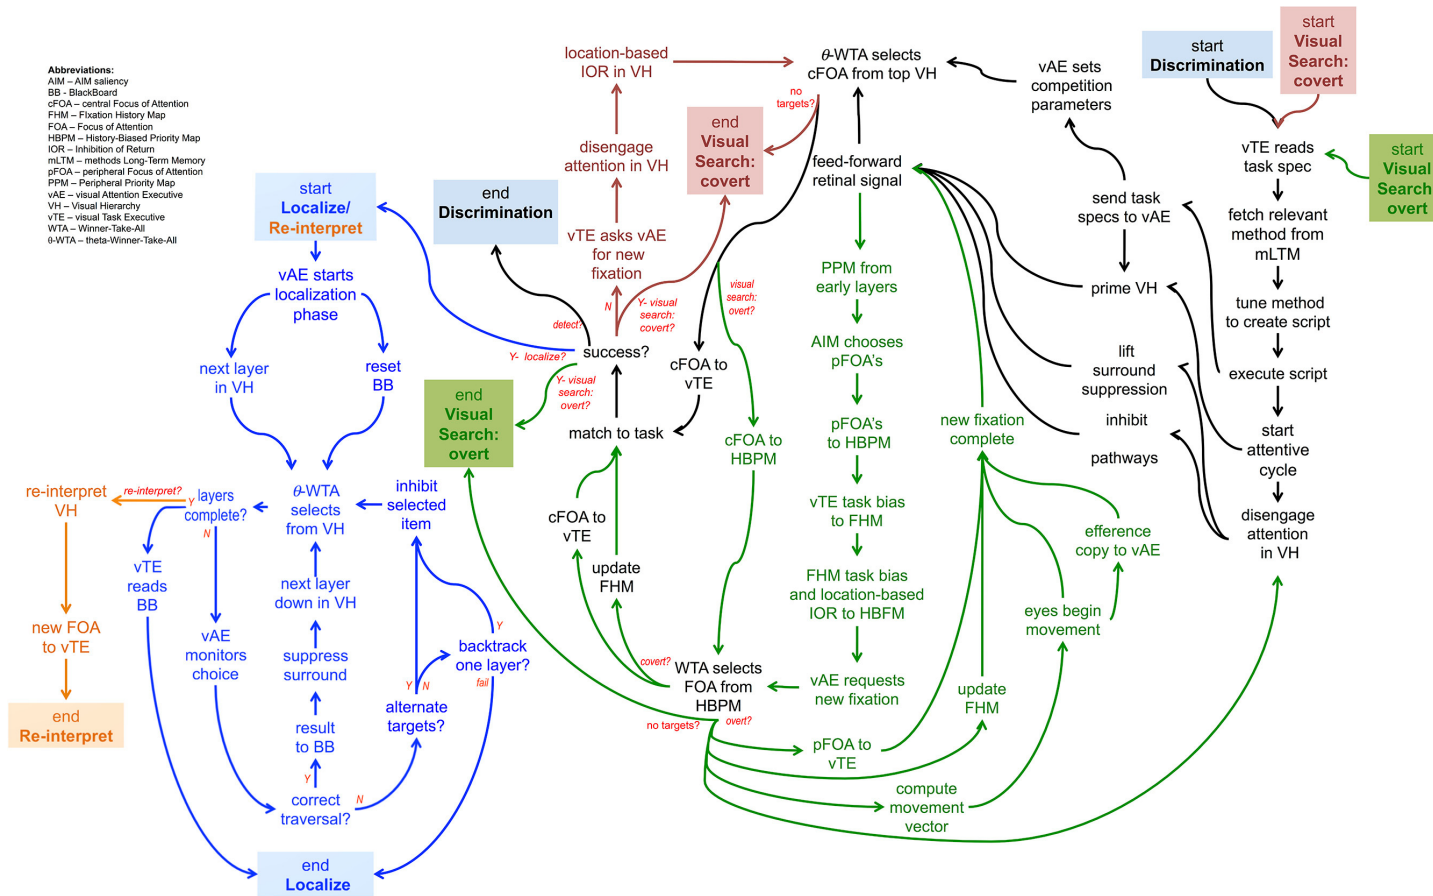 Abbreviations:
AIM – AIM saliency
BB - BlackBoard
cFOA – central Focus of Attention
FHM – FIxation History Map
FOA – Focus of Attention
HBPM – History-Biased Priority Map
IOR – Inhibition of Return
mLTM – methods Long-Term Memory
pFOA – peripheral Focus of Attention
PPM – Peripheral Priority Map
vAE – visual Attention Executive
VH – Visual Hierarchy
vTE – visual Task Executive
WTA – Winner-Take-All
θ-WTA – theta-Winner-Take-All
start
Localize/
Re-interpret
vAE starts
localization
phase
next layer
in VH
reset
BB
θ-WTA
selects
from VH
layers
complete?
Y
N
re-interpret?
re-interpret
VH
new FOA
to vTE
end
Re-interpret
vTE
reads
BB
vAE
monitors
choice
next layer
down in VH
suppress
surround
result
to BB
Y
correct
traversal?
N
end
Localize
inhibit
selected
item
alternate
targets?
Y
N
backtrack
one layer?
Y
fail
end
Discrimination
location-based
IOR in VH
disengage
attention in VH
vTE asks vAE
for new
fixation
N
Y- visual
search:
covert?
detect?
Y- localize?
success?
Y- visual
search:
overt?
end
Visual
Search:
overt
match to task
cFOA to
vTE
update
FHM
covert?
WTA selects
FOA from
HBPM
no targets?
overt?
end
Visual
Search:
covert
no
targets?
θ-WTA selects
cFOA from top VH
visual
search:
overt?
cFOA to
vTE
cFOA to
HBPM
feed-forward
retinal signal
PPM from
early layers
AIM chooses
pFOA's
pFOA's
to HBPM
vTE task bias
to FHM
FHM task bias
and location-based
IOR to HBFM
vAE requests
new fixation
pFOA to
vTE
compute
movement
vector
update
FHM
eyes begin
movement
efference
copy to vAE
new fixation
complete
vAE sets
competition
parameters
send task
specs to vAE
prime VH
lift
surround
suppression
inhibit
pathways
start
Discrimination
start
Visual
Search:
covert
start
Visual
Search
overt
vTE reads
task spec
fetch relevant
method from
mLTM
tune method
to create script
execute script
start
attentive
cycle
disengage
attention
in VH